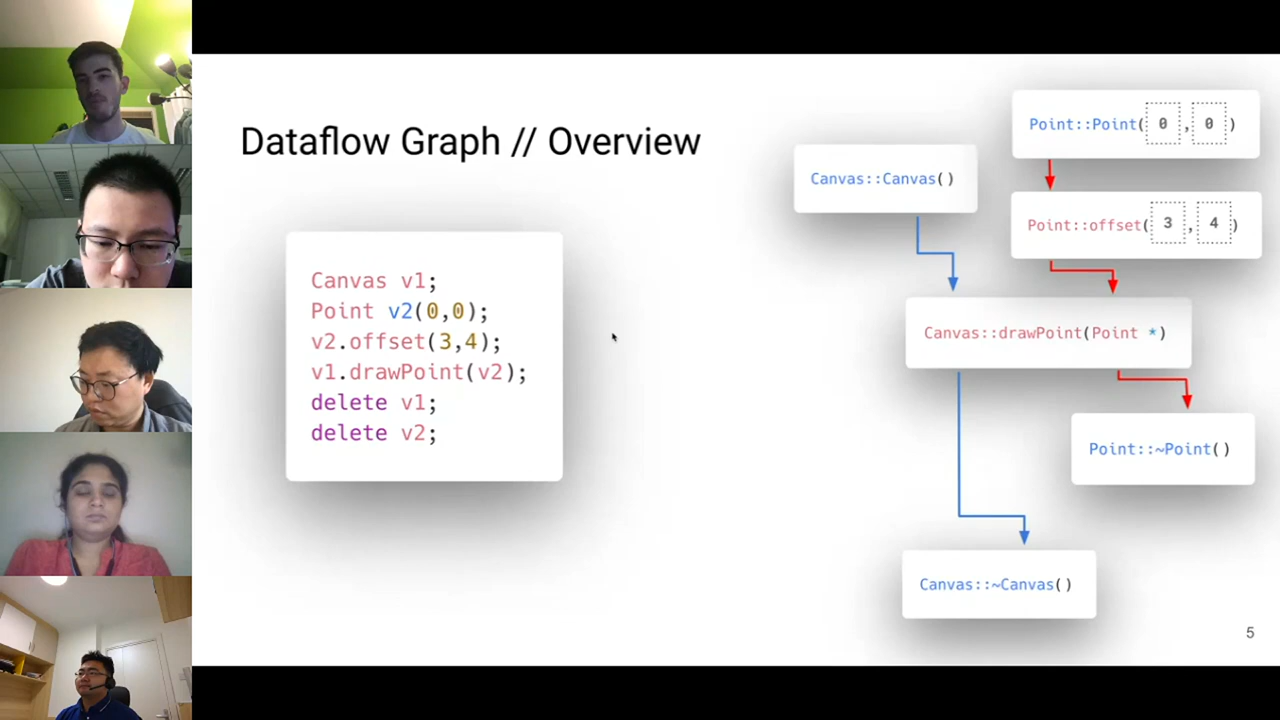 Dataflow Graph // Overview
Canvas v1;
Point v2(0,0);
v2.offset(3,4);
v1.drawPoint(v2);
delete v1;
delete v2;
Point::Point(0,0)
Canvas::Canvas()
Point::offset(3,4)
Canvas::drawPoint(Point *)
Point::~Point()
Canvas::~Canvas()
5